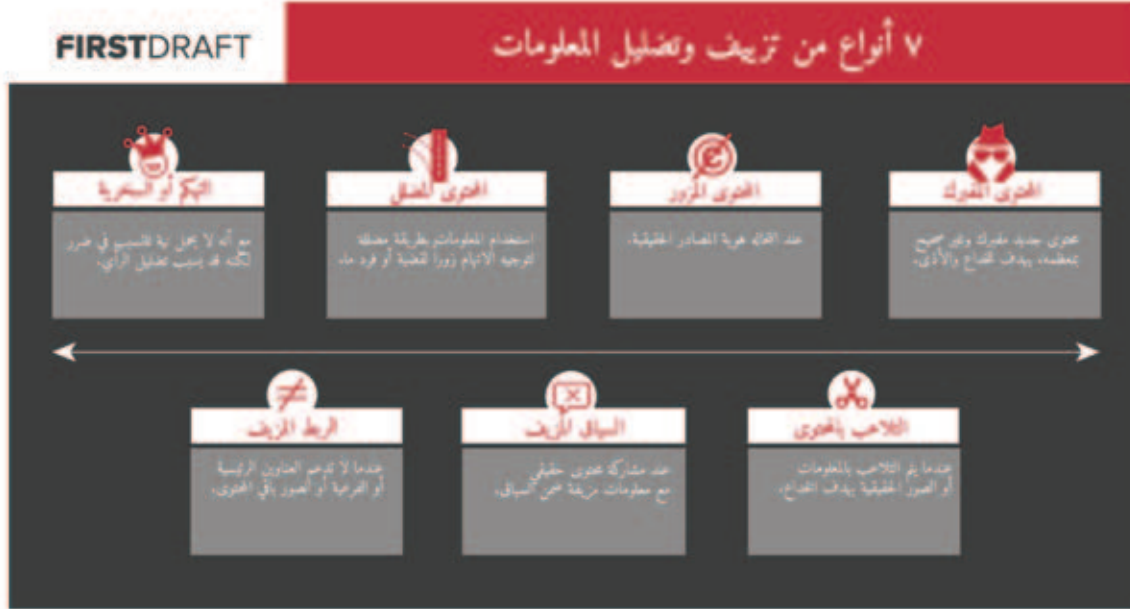 FIRSTDRAFT
٧ أنواع من تزييف وتضليل المعلومات
المحتوى المفبرك
محتوى جديد مفبرك وغير صحيح
بمعظمه، يهدف للخداع والأذى.
المحتوى المزور
عند انتحاله هوية المصادر الحقيقية.
المحتوى المضلل
استخدام المعلومات بطريقة مضللة
لتوجيه الاتهام زوراً لقضية أو فرد ما.
التهكم أو السخرية
مع أنه لا يحمل نية للتسبب في ضرر
لكنه قد يسبب تضليل الرأي.
التلاعب بالمحتوى
عندما يتم التلاعب بالمعلومات
أو الصور الحقيقية بهدف الخداع.
السياق المزيف
عند مشاركة محتوى حقيقي
مع معلومات مزيفة ضمن السياق.
الربط المزيف
عندما لا تدعم العناوين الرئيسية
أو الفرعية أو الصور باقي المحتوى.